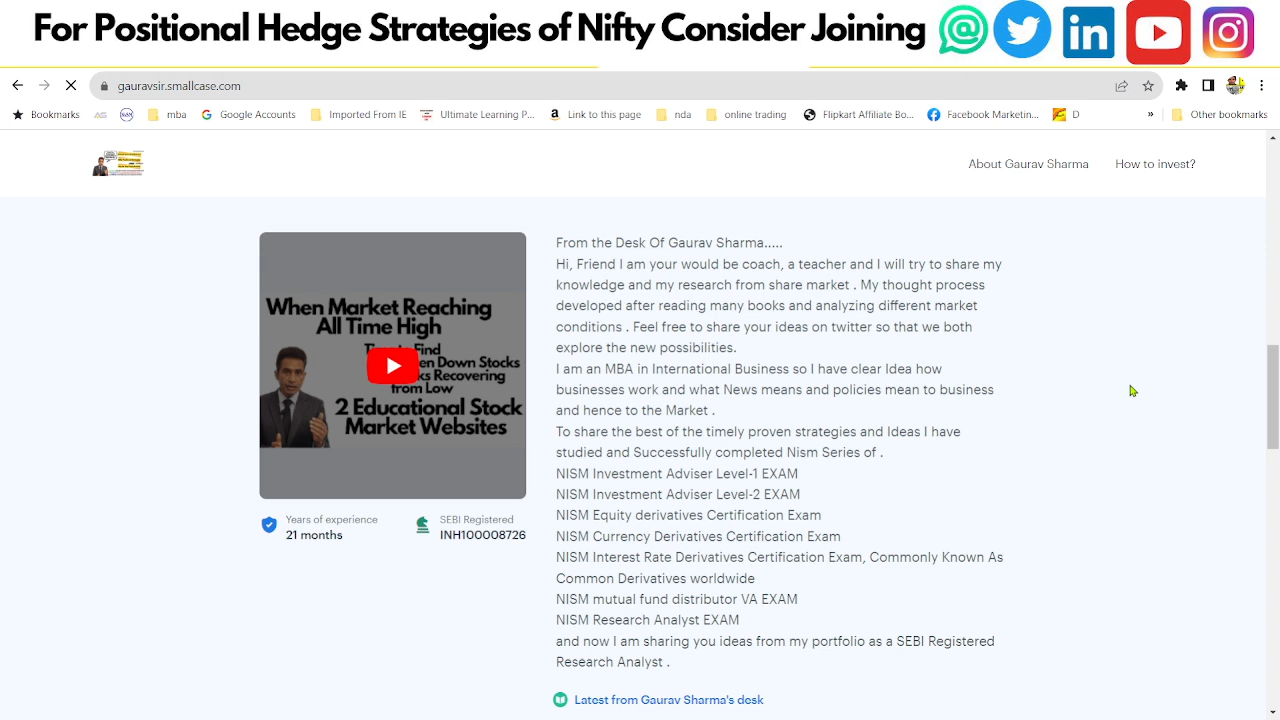 For Positional Hedge Strategies of Nifty Consider Joining
gauravsir.smallcase.com
Bookmarks mba Google Accounts Imported From IE Ultimate Learning P... Link to this page nda online trading Flipkart Affiliate Bo... Facebook Marketin... D » Other bookmarks
About Gaurav Sharma How to invest?
When Market Reaching
All Time High
en Down Stocks
ks Recovering
from Low
2 Educational Stock
Market Websites
Years of experience
21 months
SEBI Registered
INH100008726
From the Desk Of Gaurav Sharma.....
Hi, Friend I am your would be coach, a teacher and I will try to share my
knowledge and my research from share market . My thought process
developed after reading many books and analyzing different market
conditions . Feel free to share your ideas on twitter so that we both
explore the new possibilities.
I am an MBA in International Business so I have clear Idea how
businesses work and what News means and policies mean to business
and hence to the Market .
To share the best of the timely proven strategies and Ideas I have
studied and Successfully completed Nism Series of .
NISM Investment Adviser Level-1 EXAM
NISM Investment Adviser Level-2 EXAM
NISM Equity derivatives Certification Exam
NISM Currency Derivatives Certification Exam
NISM Interest Rate Derivatives Certification Exam, Commonly Known As
Common Derivatives worldwide
NISM mutual fund distributor VA EXAM
NISM Research Analyst EXAM
and now I am sharing you ideas from my portfolio as a SEBI Registered
Research Analyst .
Latest from Gaurav Sharma's desk